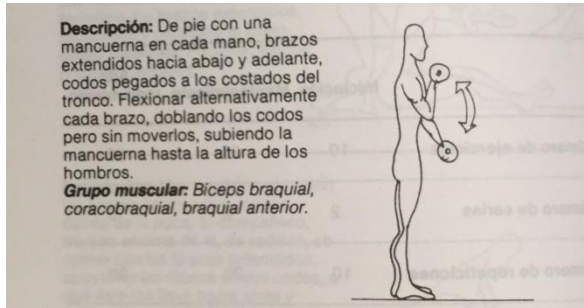 Descripción: De pie con una
mancuerna en cada mano, brazos
extendidos hacia abajo y adelante,
codos pegados a los costados del
tronco. Flexionar alternativamente
cada brazo, doblando los codos
pero sin moverlos, subiendo la
mancuerna hasta la altura de los
hombros.
Grupo muscular: Bíceps braquial,
coracobraquial, braquial anterior.